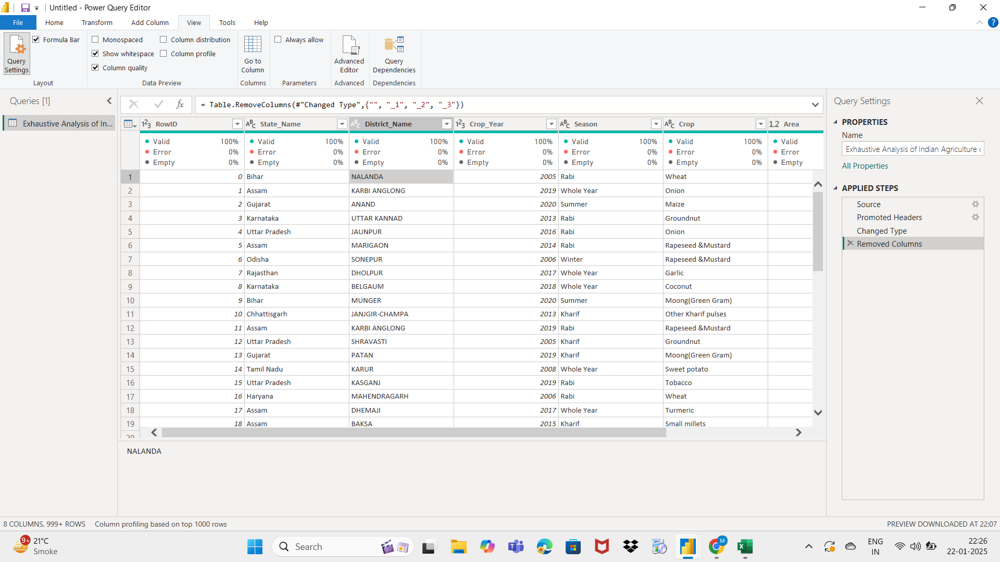 Untitled - Power Query Editor
File
Home
Transform
Add Column
View
Tools
Help
?
Query Settings
Formula Bar
Layout
Monospaced
Show whitespace
Column quality
Column distribution
Column profile
Data Preview
Go to Column
Columns
Always allow
Parameters
Advanced Editor
Advanced
Query Dependencies
Dependencies
Queries [1]
Exhaustive Analysis of In...
fx
= Table.RemoveColumns(#"Changed Type",{"", "_1", "_2", "_3"})
123 RowID ABC State_Name ABC District_Name 123 Crop_Year ABC Season ABC Crop 1.2 Area
Valid 100% Valid 100% Valid 100% Valid 100% Valid 100% Valid 100% Valid
Error 0% Error 0% Error 0% Error 0% Error 0% Error 0% Error
Empty 0% Empty 0% Empty 0% Empty 0% Empty 0% Empty 0% Empty
1 0 Bihar NALANDA 2005 Rabi Wheat
2 1 Assam KARBI ANGLONG 2019 Whole Year Onion
3 2 Gujarat ANAND 2020 Summer Maize
4 3 Karnataka UTTAR KANNAD 2013 Rabi Groundnut
5 4 Uttar Pradesh JAUNPUR 2016 Rabi Onion
6 5 Assam MARIGAON 2014 Rabi Rapeseed &Mustard
7 6 Odisha SONEPUR 2006 Winter Rapeseed &Mustard
8 7 Rajasthan DHOLPUR 2017 Whole Year Garlic
9 8 Karnataka BELGAUM 2018 Whole Year Coconut
10 9 Bihar MUNGER 2020 Summer Moong(Green Gram)
11 10 Chhattisgarh JANJGIR-CHAMPA 2013 Kharif Other Kharif pulses
12 11 Assam KARBI ANGLONG 2019 Rabi Rapeseed &Mustard
13 12 Uttar Pradesh SHRAVASTI 2005 Kharif Groundnut
14 13 Gujarat PATAN 2019 Kharif Moong(Green Gram)
15 14 Tamil Nadu KARUR 2008 Whole Year Sweet potato
16 15 Uttar Pradesh KASGANJ 2019 Rabi Tobacco
17 16 Haryana MAHENDRAGARH 2006 Rabi Wheat
18 17 Assam DHEMAJI 2017 Whole Year Turmeric
19 18 Assam BAKSA 2015 Kharif Small millets
20
NALANDA
Query Settings
PROPERTIES
Name
Exhaustive Analysis of Indian Agriculture
All Properties
APPLIED STEPS
Source
Promoted Headers
Changed Type
Removed Columns
8 COLUMNS, 999+ ROWS Column profiling based on top 1000 rows
PREVIEW DOWNLOADED AT 22:07
9+
21°C
Smoke
Search
M
ENG
IN
22:26
22-01-2025